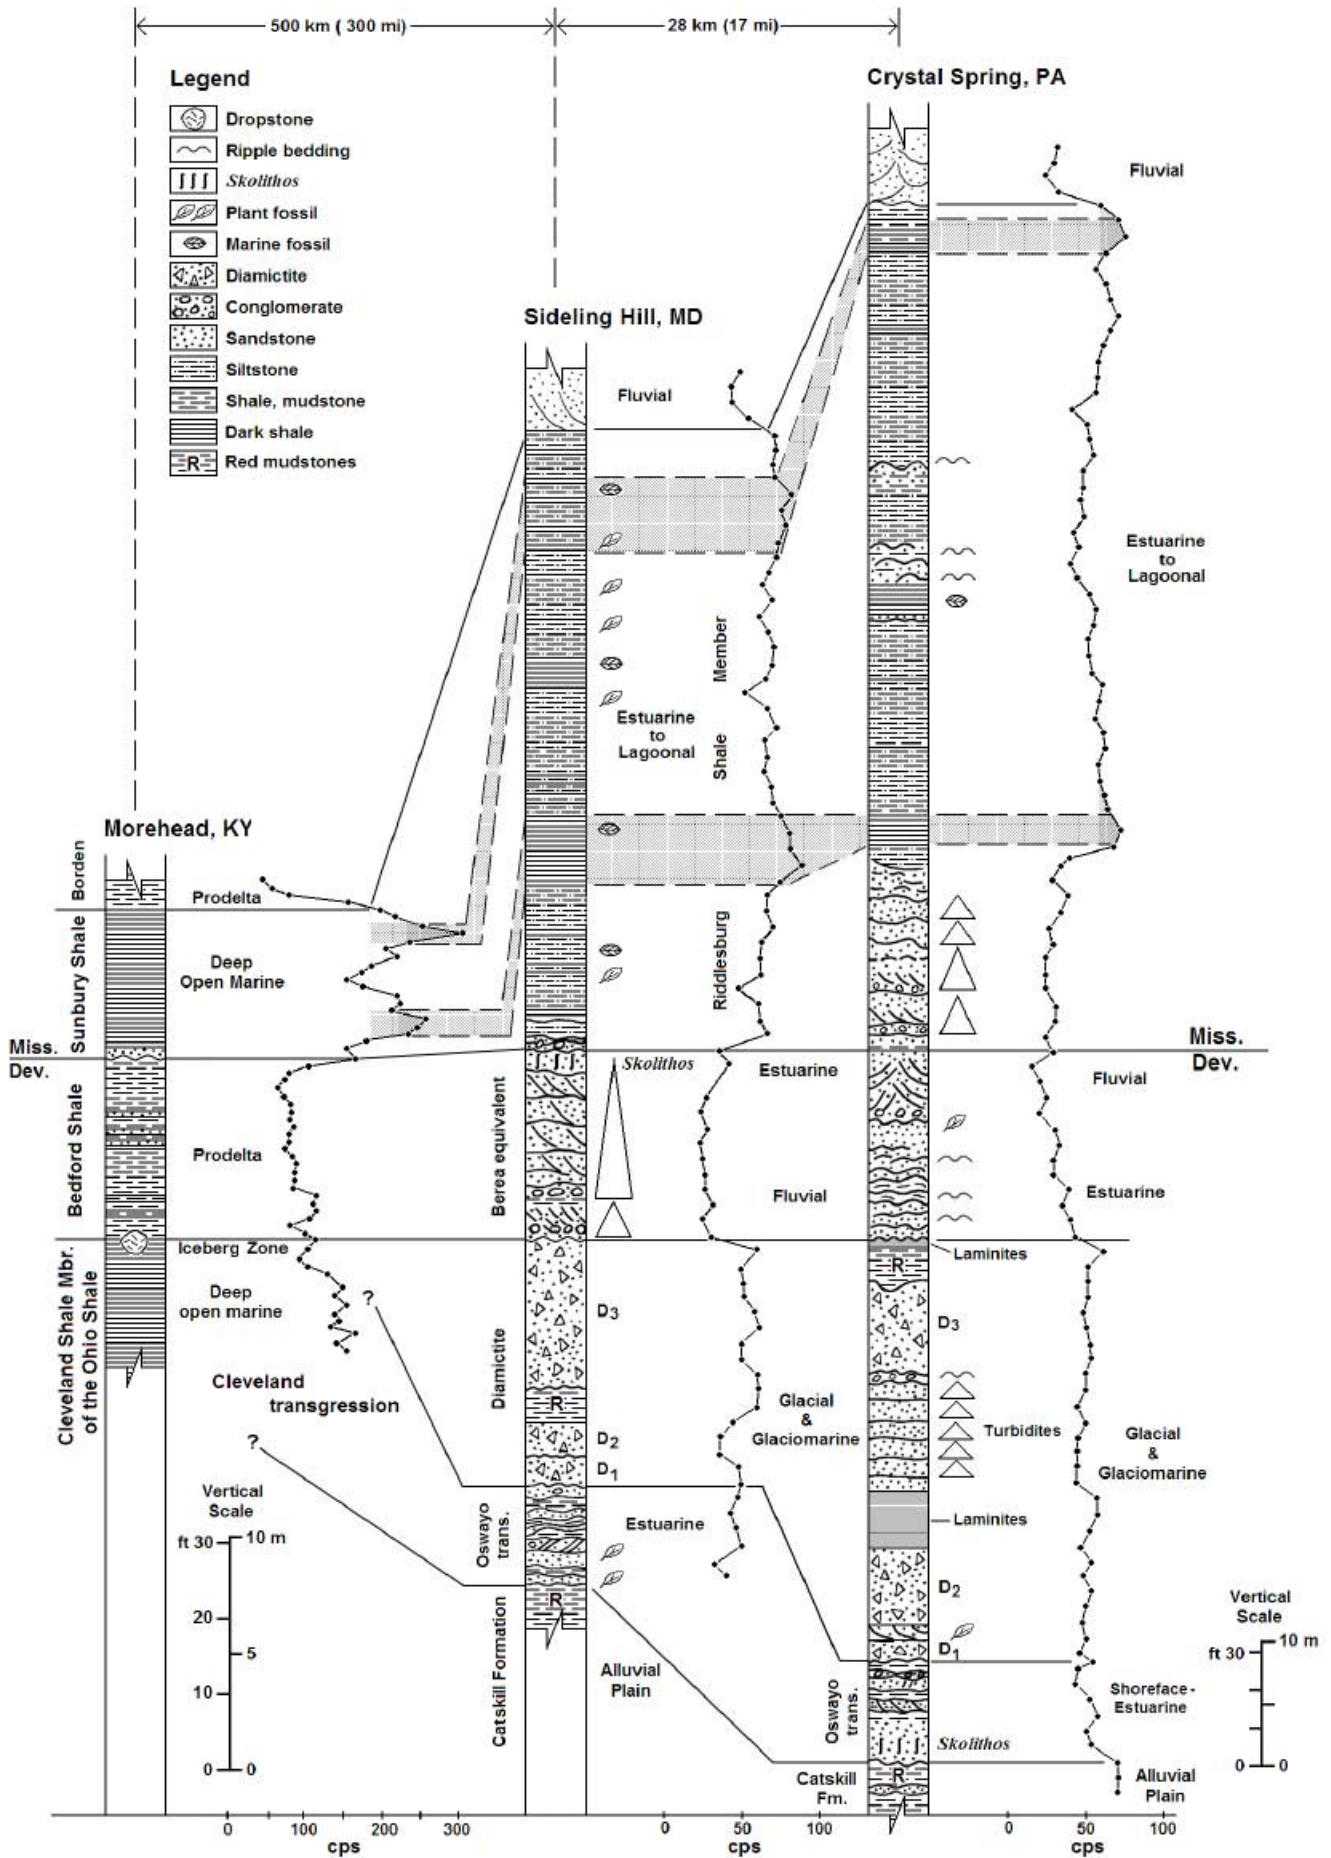 500 km ( 300 mi)
28 km (17 mi)
Crystal Spring, PA
Legend
Dropstone
Ripple bedding
Skolithos
Plant fossil
Marine fossil
Diamictite
Conglomerate
Sandstone
Siltstone
Shale, mudstone
Dark shale
R Red mudstones
Fluvial
Sideling Hill, MD
Fluvial
Estuarine
to
Lagoonal
Riddlesburg Shale Member
Estuarine
to
Lagoonal
Morehead, KY
Borden
Prodelta
Sunbury Shale
Deep
Open Marine
Miss.
Dev.
Miss.
Dev.
Skolithos
Estuarine
Fluvial
Bedford Shale
Prodelta
Berea equivalent
Fluvial
Estuarine
Iceberg Zone
Laminites
R
Cleveland Shale Mbr.
of the Ohio Shale
Deep
open marine
?
D3
D3
Diamictite
Cleveland
transgression
R
Glacial
&
Glaciomarine
Turbidites
Glacial
&
Glaciomarine
?
D2
D1
Vertical
Scale
ft 30
10 m
20
5
10
0
0
Oswayo
trans.
Estuarine
Laminites
D2
D1
R
Catskill Formation
Alluvial
Plain
Oswayo
trans.
Shoreface-
Estuarine
Skolithos
Vertical
Scale
ft 30
10 m
0
0
Catskill
Fm.
R
Alluvial
Plain
0 100 200 300
cps
0 50 100
cps
0 50 100
cps